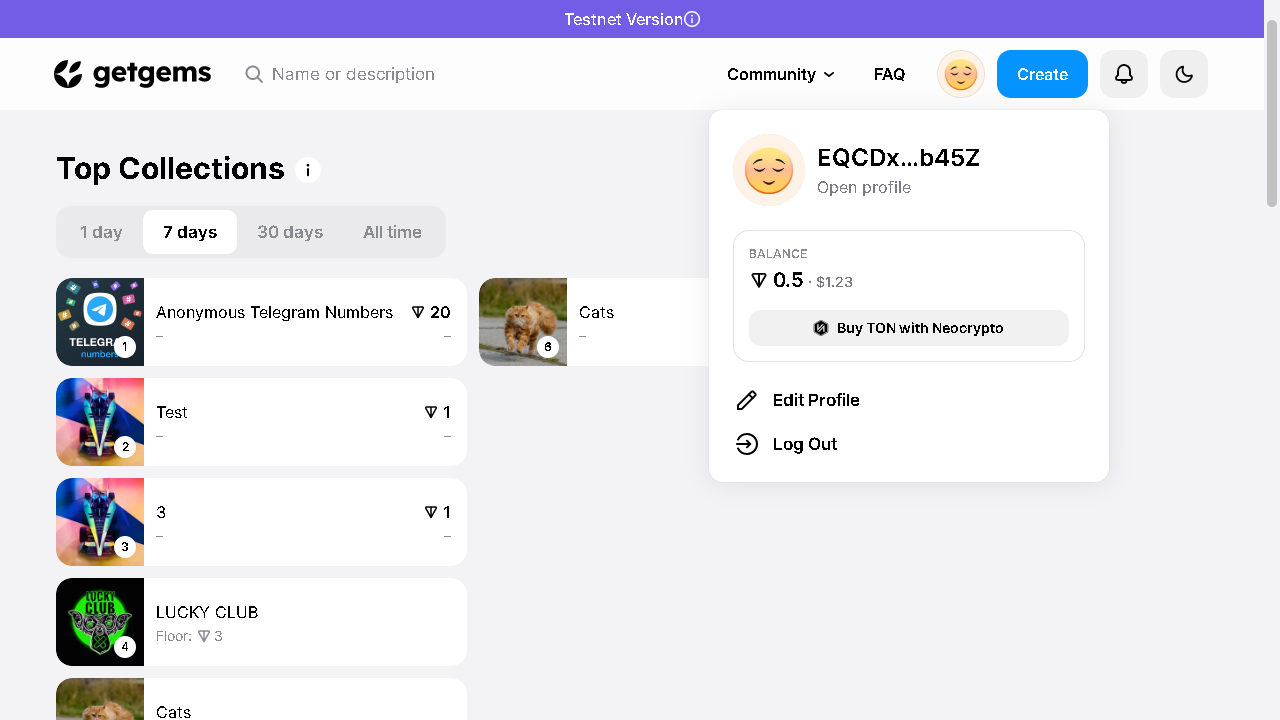 Testnet Version
getgems
Name or description
Community
FAQ
Create
Top Collections
1 day
7 days
30 days
All time
TELEGRA
numbers
1
Anonymous Telegram Numbers
20
–
–
6
Cats
–
2
Test
1
–
–
3
3
1
–
–
LUCKY
CLUB
4
LUCKY CLUB
Floor: 3
Cats
EQCDx...b45Z
Open profile
BALANCE
0.5 · $1.23
Buy TON with Neocrypto
Edit Profile
Log Out